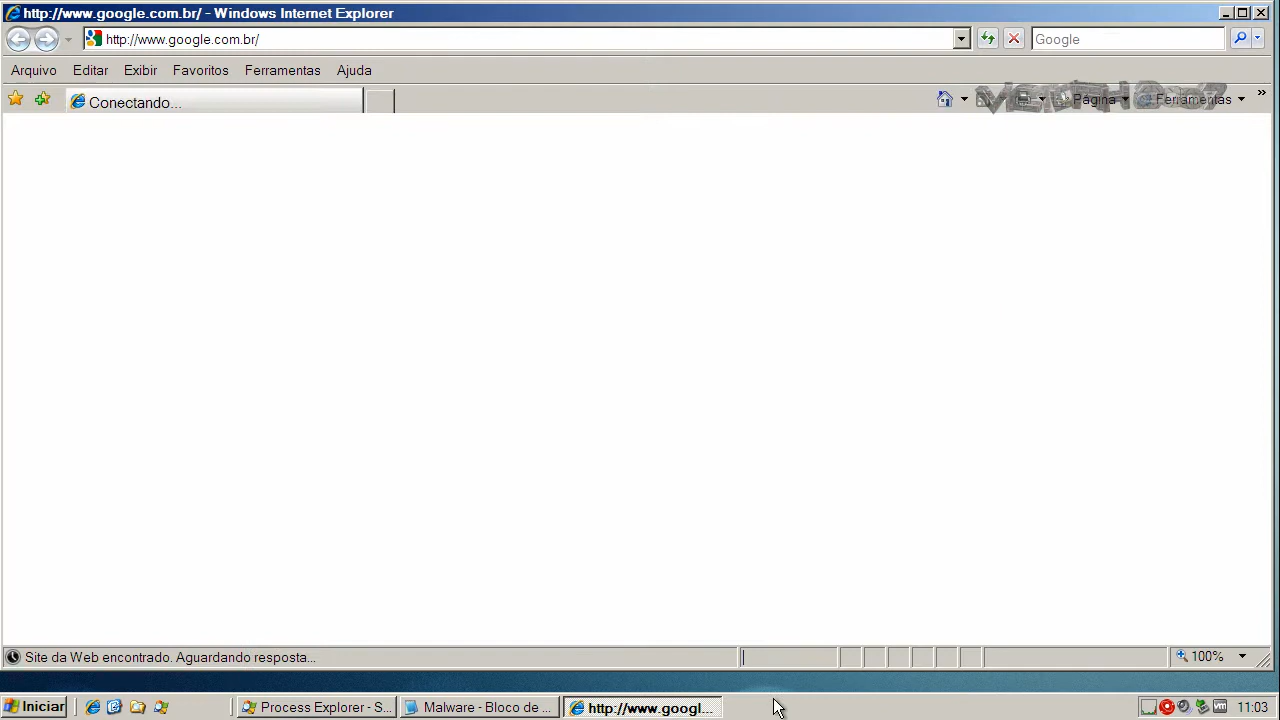 http://www.google.com.br/ - Windows Internet Explorer
http://www.google.com.br/
Google
Arquivo Editar Exibir Favoritos Ferramentas Ajuda
Conectando...
Página Ferramentas »
Site da Web encontrado. Aguardando resposta...
100%
Iniciar
Process Explorer - S...
Malware - Bloco de ...
http://www.googl...
11:03